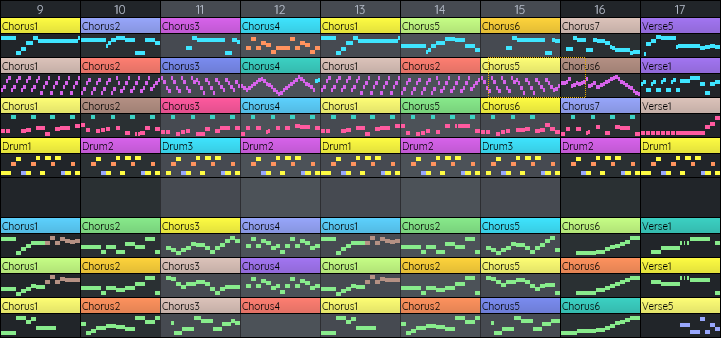 9 10 11 12 13 14 15 16 17
Chorus1 Chorus2 Chorus3 Chorus4 Chorus1 Chorus5 Chorus6 Chorus7 Verse5
Chorus1 Chorus2 Chorus3 Chorus4 Chorus1 Chorus2 Chorus5 Chorus6 Verse1
Chorus1 Chorus2 Chorus3 Chorus4 Chorus1 Chorus5 Chorus6 Chorus7 Verse1
Drum1 Drum2 Drum3 Drum2 Drum1 Drum2 Drum3 Drum2 Drum1
Chorus1 Chorus2 Chorus3 Chorus4 Chorus1 Chorus2 Chorus5 Chorus6 Verse1
Chorus1 Chorus2 Chorus3 Chorus4 Chorus1 Chorus2 Chorus5 Chorus6 Verse1
Chorus1 Chorus2 Chorus3 Chorus4 Chorus1 Chorus2 Chorus5 Chorus6 Verse5